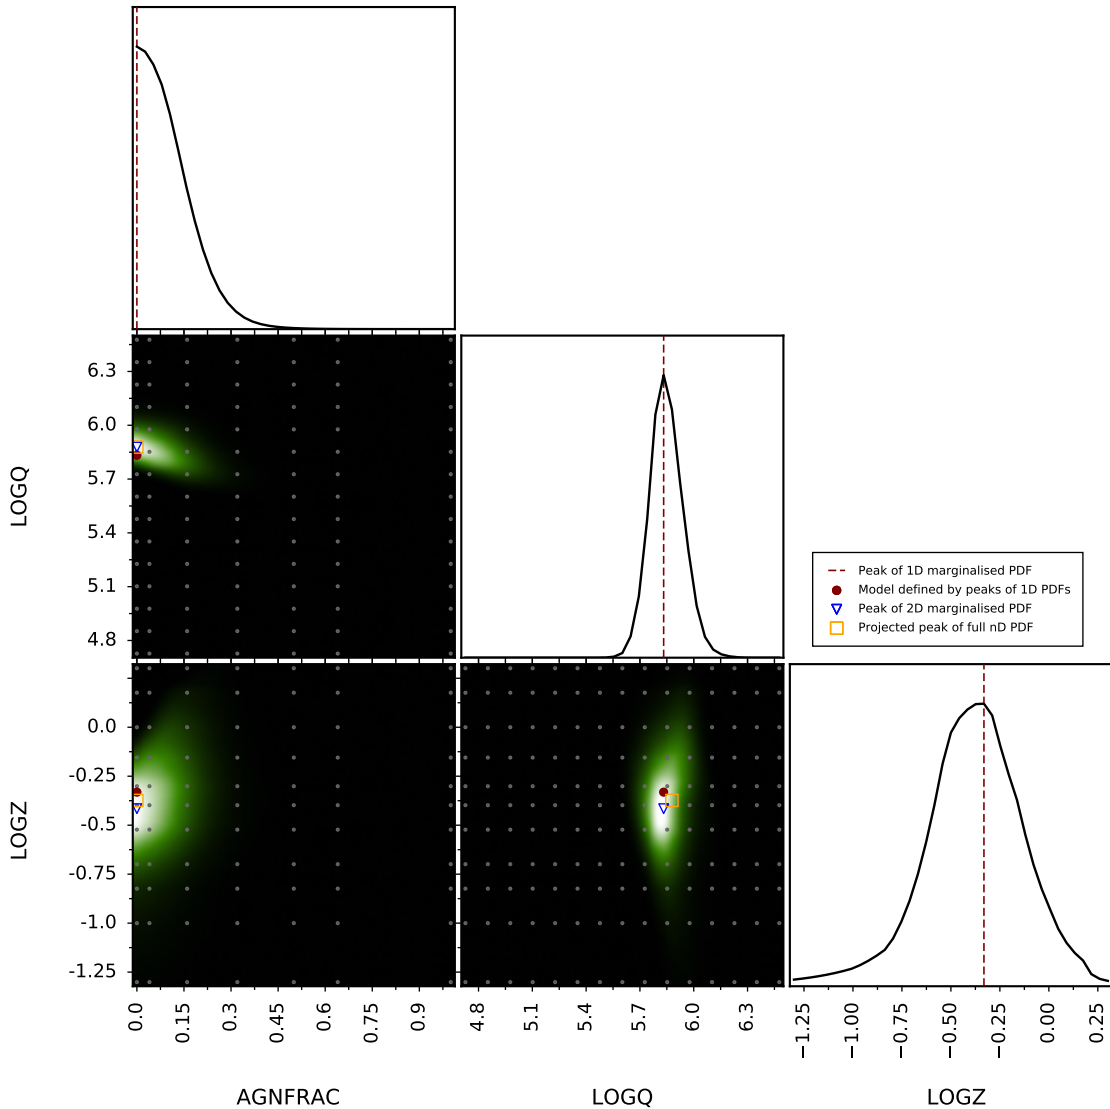 6.3
6.0
5.7
5.4
5.1
4.8
LOGQ
Peak of 1D marginalised PDF
Model defined by peaks of 1D PDFs
Peak of 2D marginalised PDF
Projected peak of full nD PDF
0.0
-0.25
-0.5
-0.75
-1.0
-1.25
LOGZ
0.0 0.15 0.3 0.45 0.6 0.75 0.9
4.8 5.1 5.4 5.7 6.0 6.3
−1.25 −1.00 −0.75 −0.50 −0.25 0.00 0.25
AGNFRAC LOGQ LOGZ